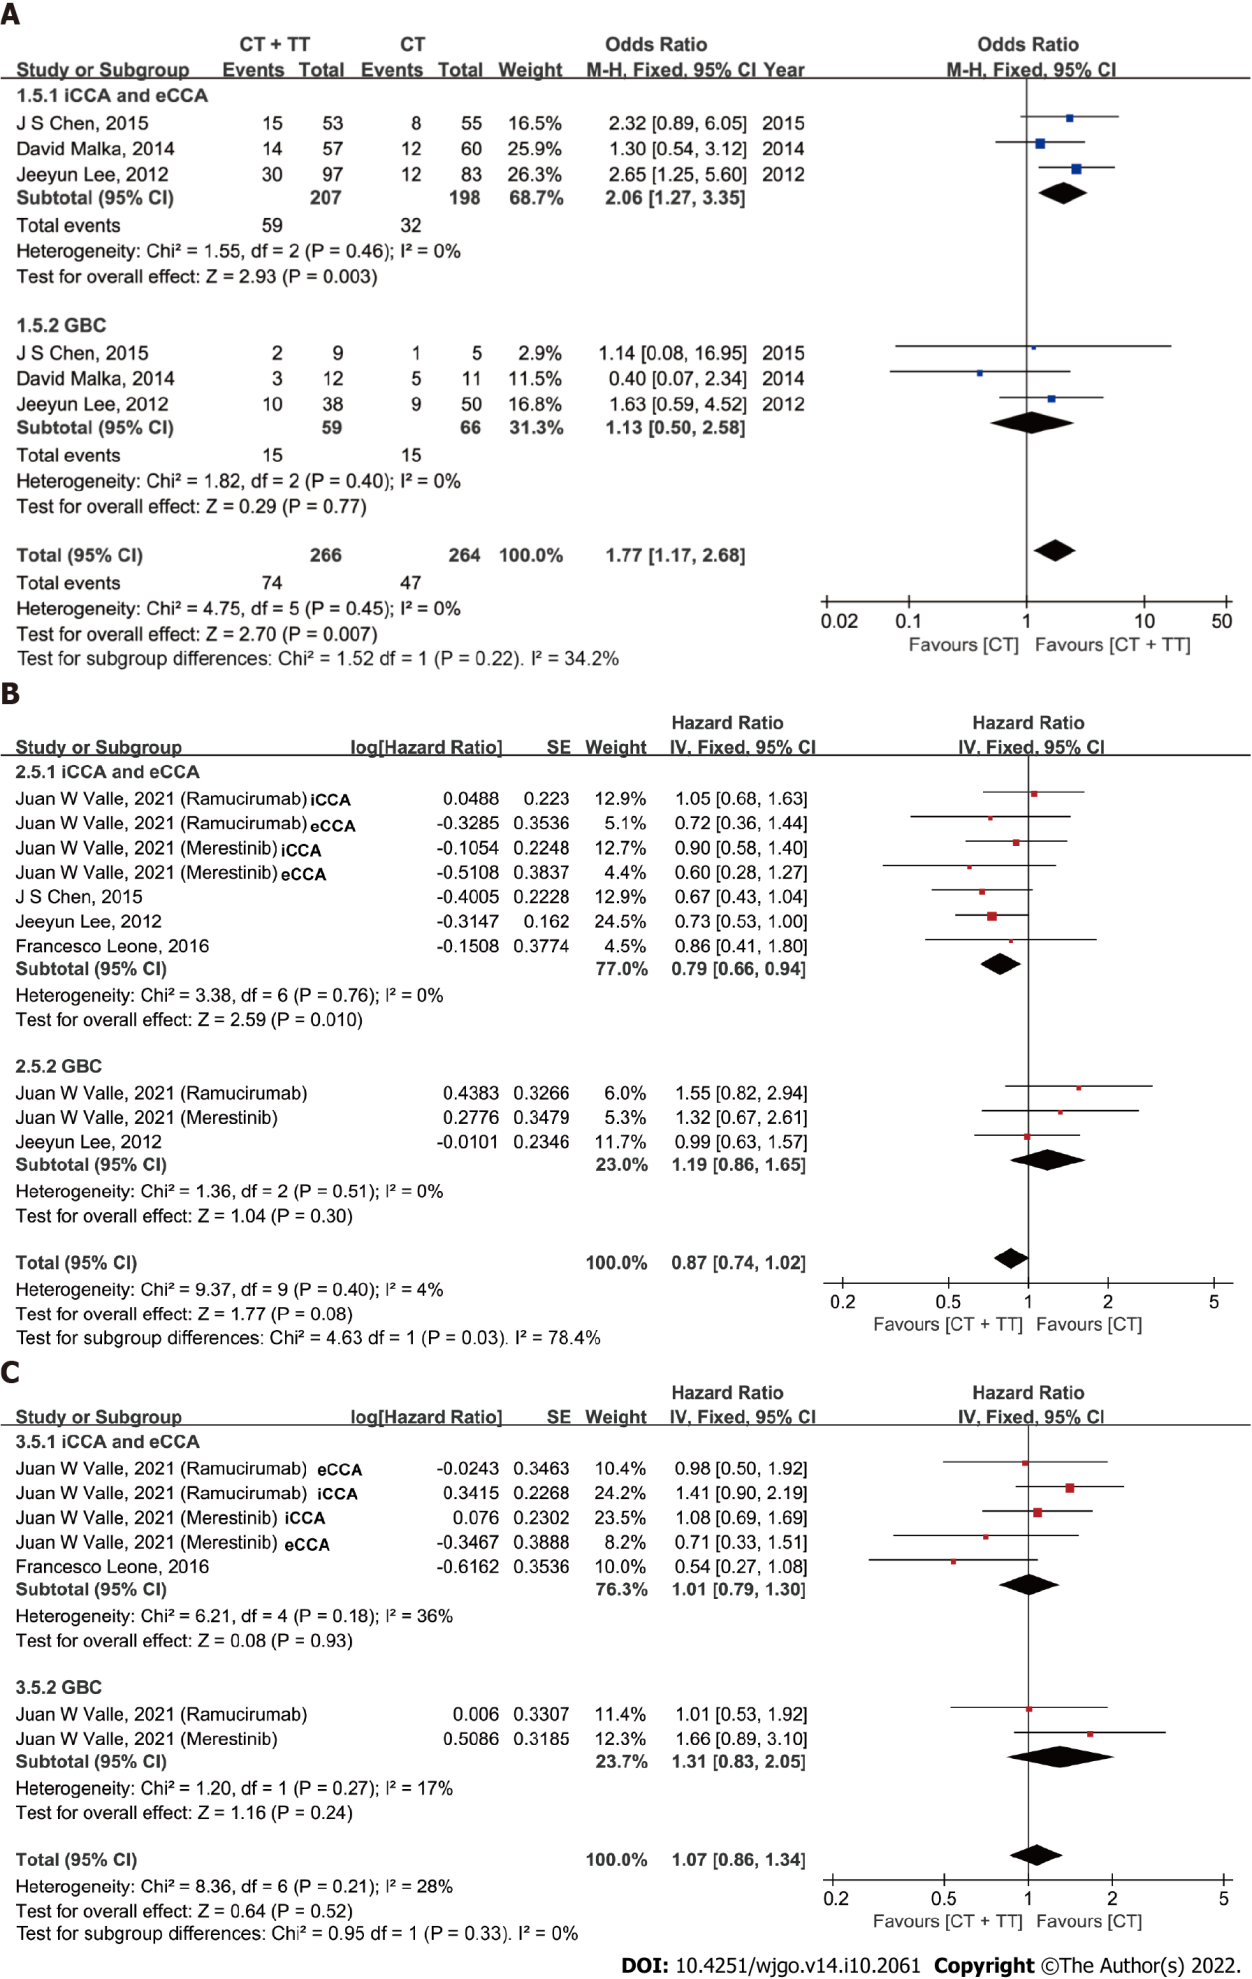 A
CT + TT CT Odds Ratio Odds Ratio
Study or Subgroup Events Total Events Total Weight M-H, Fixed, 95% CI Year M-H, Fixed, 95% CI
1.5.1 iCCA and eCCA
J S Chen, 2015 15 53 8 55 16.5% 2.32 [0.89, 6.05] 2015
David Malka, 2014 14 57 12 60 25.9% 1.30 [0.54, 3.12] 2014
Jeeyun Lee, 2012 30 97 12 83 26.3% 2.65 [1.25, 5.60] 2012
Subtotal (95% CI) 207 198 68.7% 2.06 [1.27, 3.35]
Total events 59 32
Heterogeneity: Chi² = 1.55, df = 2 (P = 0.46); I² = 0%
Test for overall effect: Z = 2.93 (P = 0.003)
1.5.2 GBC
J S Chen, 2015 2 9 1 5 2.9% 1.14 [0.08, 16.95] 2015
David Malka, 2014 3 12 5 11 11.5% 0.40 [0.07, 2.34] 2014
Jeeyun Lee, 2012 10 38 9 50 16.8% 1.63 [0.59, 4.52] 2012
Subtotal (95% CI) 59 66 31.3% 1.13 [0.50, 2.58]
Total events 15 15
Heterogeneity: Chi² = 1.82, df = 2 (P = 0.40); I² = 0%
Test for overall effect: Z = 0.29 (P = 0.77)
Total (95% CI) 266 264 100.0% 1.77 [1.17, 2.68]
Total events 74 47
Heterogeneity: Chi² = 4.75, df = 5 (P = 0.45); I² = 0%
Test for overall effect: Z = 2.70 (P = 0.007)
Test for subgroup differences: Chi² = 1.52 df = 1 (P = 0.22). I² = 34.2%
0.02 0.1 1 10 50
Favours [CT] Favours [CT + TT]
B
Hazard Ratio Hazard Ratio
Study or Subgroup log[Hazard Ratio] SE Weight IV, Fixed, 95% CI IV, Fixed, 95% CI
2.5.1 iCCA and eCCA
Juan W Valle, 2021 (Ramucirumab) iCCA 0.0488 0.223 12.9% 1.05 [0.68, 1.63]
Juan W Valle, 2021 (Ramucirumab) eCCA -0.3285 0.3536 5.1% 0.72 [0.36, 1.44]
Juan W Valle, 2021 (Merestinib) iCCA -0.1054 0.2248 12.7% 0.90 [0.58, 1.40]
Juan W Valle, 2021 (Merestinib) eCCA -0.5108 0.3837 4.4% 0.60 [0.28, 1.27]
J S Chen, 2015 -0.4005 0.2228 12.9% 0.67 [0.43, 1.04]
Jeeyun Lee, 2012 -0.3147 0.162 24.5% 0.73 [0.53, 1.00]
Francesco Leone, 2016 -0.1508 0.3774 4.5% 0.86 [0.41, 1.80]
Subtotal (95% CI) 77.0% 0.79 [0.66, 0.94]
Heterogeneity: Chi² = 3.38, df = 6 (P = 0.76); I² = 0%
Test for overall effect: Z = 2.59 (P = 0.010)
2.5.2 GBC
Juan W Valle, 2021 (Ramucirumab) 0.4383 0.3266 6.0% 1.55 [0.82, 2.94]
Juan W Valle, 2021 (Merestinib) 0.2776 0.3479 5.3% 1.32 [0.67, 2.61]
Jeeyun Lee, 2012 -0.0101 0.2346 11.7% 0.99 [0.63, 1.57]
Subtotal (95% CI) 23.0% 1.19 [0.86, 1.65]
Heterogeneity: Chi² = 1.36, df = 2 (P = 0.51); I² = 0%
Test for overall effect: Z = 1.04 (P = 0.30)
Total (95% CI) 100.0% 0.87 [0.74, 1.02]
Heterogeneity: Chi² = 9.37, df = 9 (P = 0.40); I² = 4%
Test for overall effect: Z = 1.77 (P = 0.08)
Test for subgroup differences: Chi² = 4.63 df = 1 (P = 0.03). I² = 78.4%
0.2 0.5 1 2 5
Favours [CT + TT] Favours [CT]
C
Hazard Ratio Hazard Ratio
Study or Subgroup log[Hazard Ratio] SE Weight IV, Fixed, 95% CI IV, Fixed, 95% CI
3.5.1 iCCA and eCCA
Juan W Valle, 2021 (Ramucirumab) eCCA -0.0243 0.3463 10.4% 0.98 [0.50, 1.92]
Juan W Valle, 2021 (Ramucirumab) iCCA 0.3415 0.2268 24.2% 1.41 [0.90, 2.19]
Juan W Valle, 2021 (Merestinib) iCCA 0.076 0.2302 23.5% 1.08 [0.69, 1.69]
Juan W Valle, 2021 (Merestinib) eCCA -0.3467 0.3888 8.2% 0.71 [0.33, 1.51]
Francesco Leone, 2016 -0.6162 0.3536 10.0% 0.54 [0.27, 1.08]
Subtotal (95% CI) 76.3% 1.01 [0.79, 1.30]
Heterogeneity: Chi² = 6.21, df = 4 (P = 0.18); I² = 36%
Test for overall effect: Z = 0.08 (P = 0.93)
3.5.2 GBC
Juan W Valle, 2021 (Ramucirumab) 0.006 0.3307 11.4% 1.01 [0.53, 1.92]
Juan W Valle, 2021 (Merestinib) 0.5086 0.3185 12.3% 1.66 [0.89, 3.10]
Subtotal (95% CI) 23.7% 1.31 [0.83, 2.05]
Heterogeneity: Chi² = 1.20, df = 1 (P = 0.27); I² = 17%
Test for overall effect: Z = 1.16 (P = 0.24)
Total (95% CI) 100.0% 1.07 [0.86, 1.34]
Heterogeneity: Chi² = 8.36, df = 6 (P = 0.21); I² = 28%
Test for overall effect: Z = 0.64 (P = 0.52)
Test for subgroup differences: Chi² = 0.95 df = 1 (P = 0.33). I² = 0%
0.2 0.5 1 2 5
Favours [CT + TT] Favours [CT]
DOI: 10.4251/wjgo.v14.i10.2061 Copyright ©The Author(s) 2022.